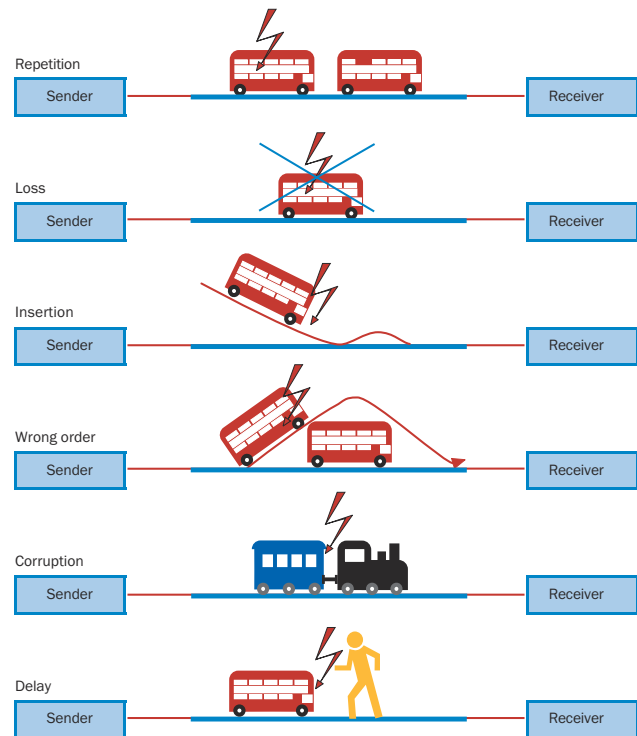 Repetition
Sender
Receiver
Loss
Sender
Receiver
Insertion
Sender
Receiver
Wrong order
Sender
Receiver
Corruption
Sender
Receiver
Delay
Sender
Receiver